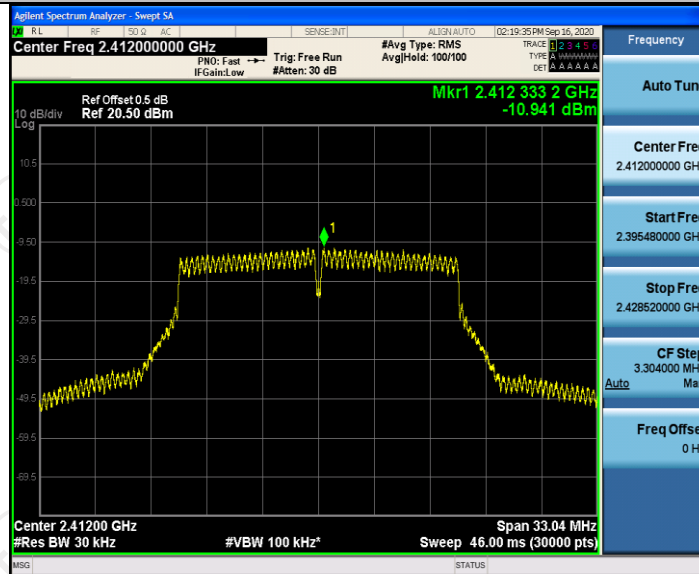 Agilent Spectrum Analyzer - Swept SA
RL RF 50 Ω AC SENSE:INT ALIGN AUTO 02:19:35 PM Sep 16, 2020
Center Freq 2.412000000 GHz
PNO: Fast
IFGain:Low
Trig: Free Run
#Atten: 30 dB
#Avg Type: RMS
Avg|Hold: 100/100
TRACE 1 2 3 4 5 6
TYPE A WWWWW
DET A A A A A A
Ref Offset 0.5 dB
10 dB/div Ref 20.50 dBm
Log
Mkr1 2.412 333 2 GHz
-10.941 dBm
10.5
0.500
-9.50
-19.5
-29.5
-39.5
-49.5
-59.5
-69.5
1
Center 2.41200 GHz Span 33.04 MHz
#Res BW 30 kHz #VBW 100 kHz* Sweep 46.00 ms (30000 pts)
MSG STATUS
Frequency
Auto Tun
Center Fre
2.412000000 GH
Start Fre
2.395480000 GH
Stop Fre
2.428520000 GH
CF Step
3.304000 MH
Auto Ma
Freq Offse
0 H